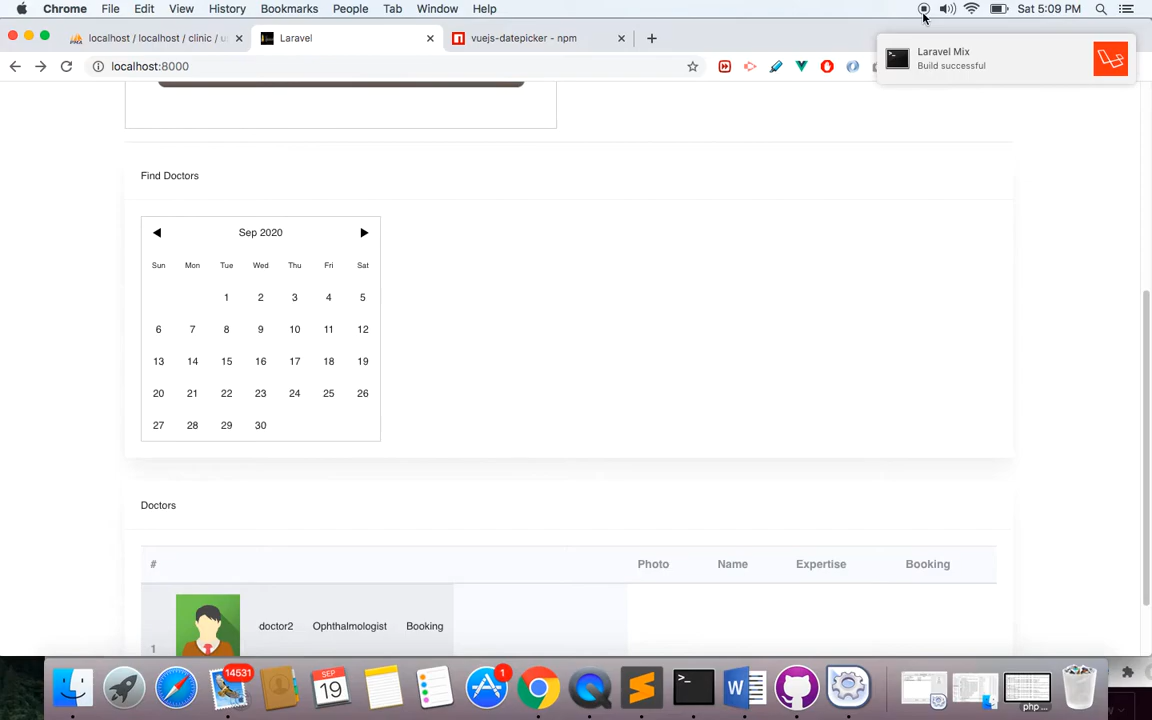 Chrome File Edit View History Bookmarks People Tab Window Help Sat 5:09 PM
localhost / localhost / clinic / u Laravel vuejs-datepicker - npm
localhost:8000
Laravel Mix
Build successful
Find Doctors
Sep 2020
Sun Mon Tue Wed Thu Fri Sat
1 2 3 4 5
6 7 8 9 10 11 12
13 14 15 16 17 18 19
20 21 22 23 24 25 26
27 28 29 30
Doctors
# Photo Name Expertise Booking
doctor2 Ophthalmologist Booking
1
14531 SEP 19 1
php ...